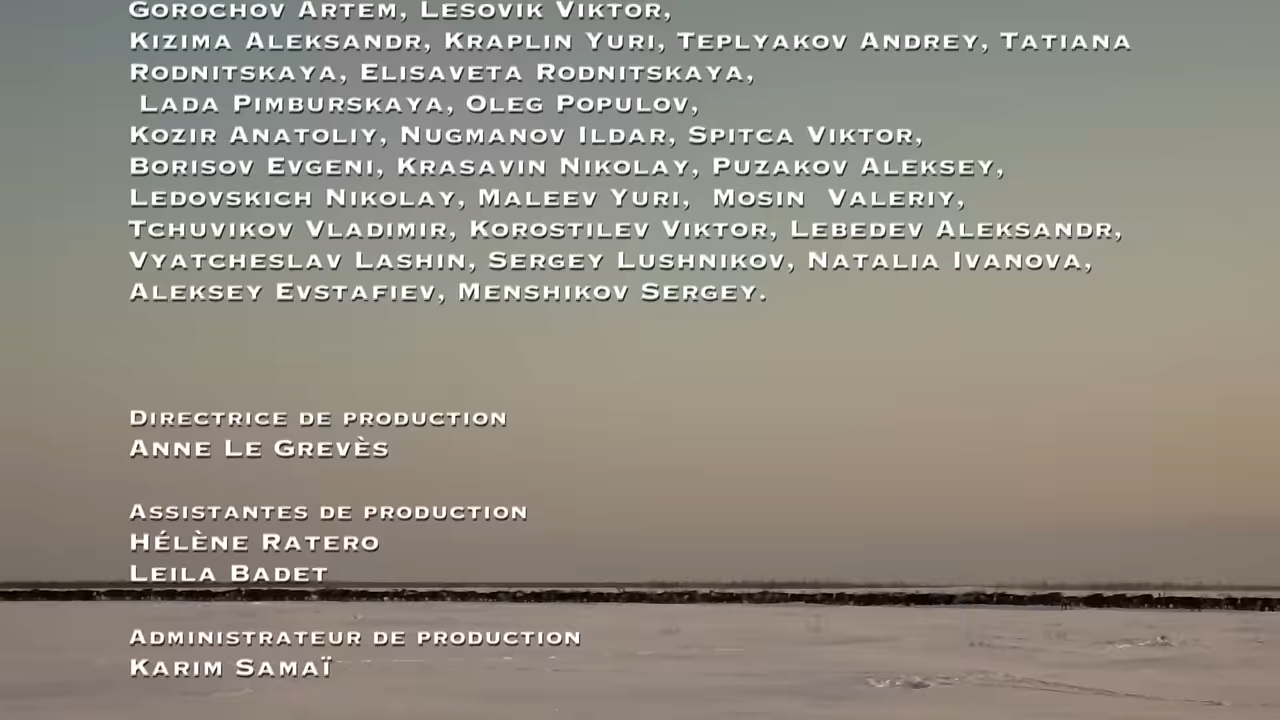 Gorochov Artem, Lesovik Viktor,
Kizima Aleksandr, Kraplin Yuri, Teplyakov Andrey, Tatiana
Rodnitskaya, Elisaveta Rodnitskaya,
Lada Pimburskaya, Oleg Populov,
Kozir Anatoliy, Nugmanov Ildar, Spitca Viktor,
Borisov Evgeni, Krasavin Nikolay, Puzakov Aleksey,
Ledovskich Nikolay, Maleev Yuri, Mosin Valeriy,
Tchuvikov Vladimir, Korostilev Viktor, Lebedev Aleksandr,
Vyatcheslav Lashin, Sergey Lushnikov, Natalia Ivanova,
Aleksey Evstafiev, Menshikov Sergey.
Directrice de production
Anne Le Grevès
Assistantes de production
Hélène Ratero
Leila Badet
Administrateur de production
Karim Samaï